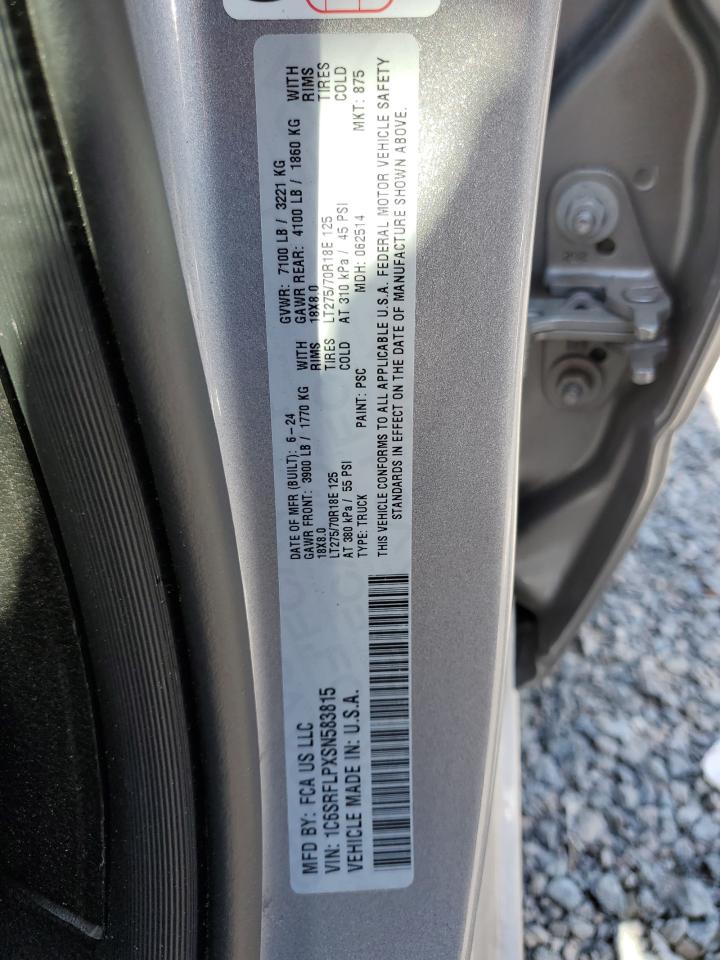 MFD BY: FCA US LLC
VIN: 1C6SRFLPXSN583815
VEHICLE MADE IN: U.S.A.
DATE OF MFR (BUILT): 6-24
GVWR: 7100 LB / 3221 KG
GAWR FRONT: 3900 LB / 1770 KG WITH
GAWR REAR: 4100 LB / 1860 KG WITH
18X8.0 RIMS
18X8.0 RIMS
LT275/70R18E 125 TIRES
LT275/70R18E 125 TIRES
AT 380 kPa / 55 PSI COLD
AT 310 kPa / 45 PSI COLD
TYPE: TRUCK PAINT: PSC MDH: 062514 MKT: 875
THIS VEHICLE CONFORMS TO ALL APPLICABLE U.S.A. FEDERAL MOTOR VEHICLE SAFETY
STANDARDS IN EFFECT ON THE DATE OF MANUFACTURE SHOWN ABOVE.